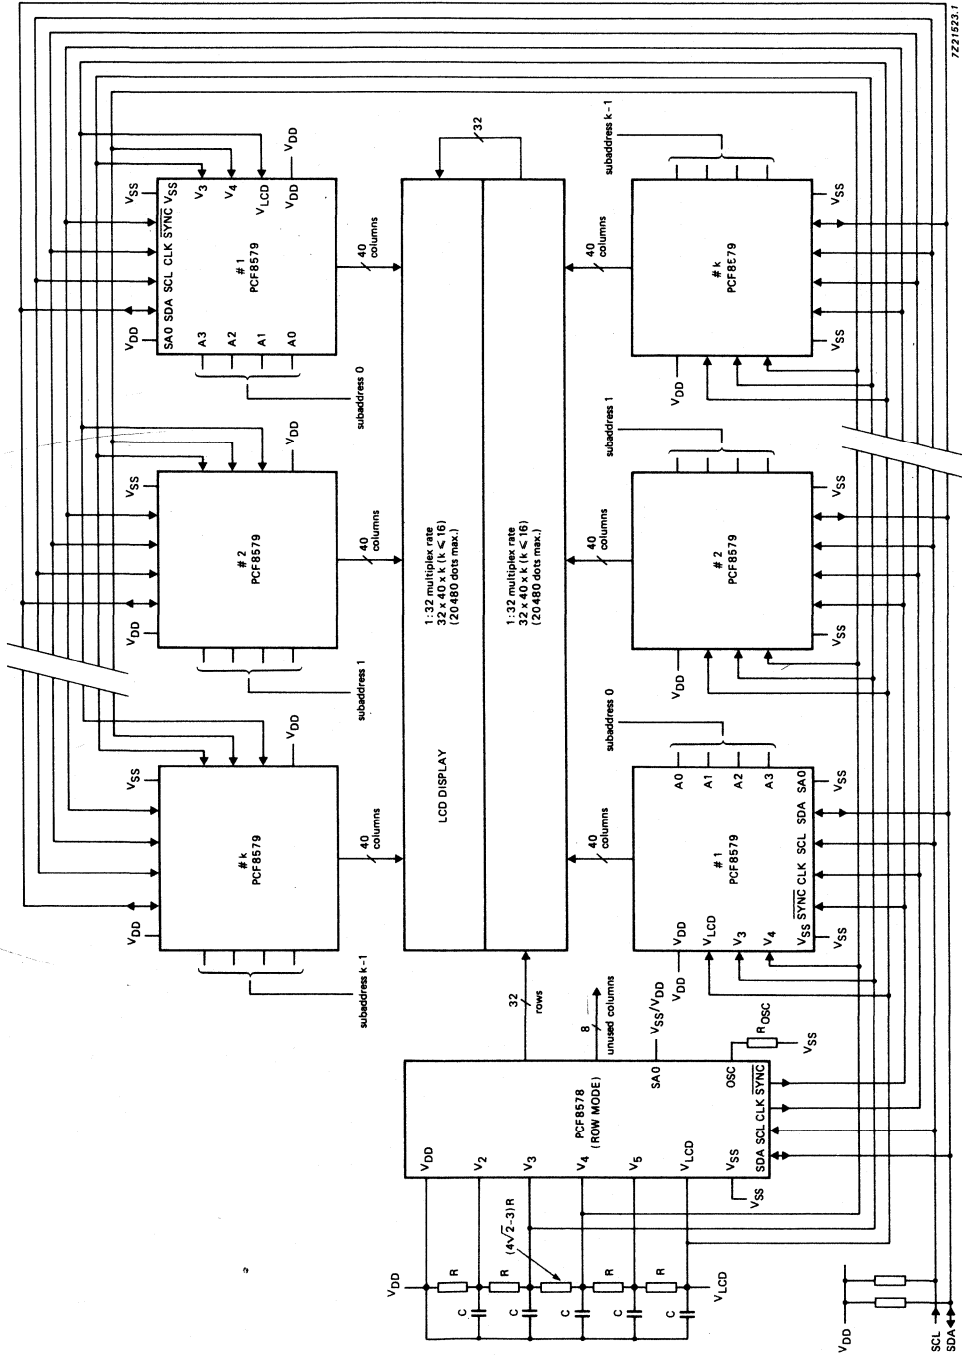 7Z21523.1
VSS
VSS
SYNC
CLK
SCL
SDA
SA0
VDD
V3
V4
VLCD
VDD
VDD
# 1
PCF8579
A3
A2
A1
A0
subaddress 0
40
columns
VSS
VDD
VDD
# 2
PCF8579
subaddress 1
40
columns
VSS
VDD
VDD
# k
PCF8579
subaddress k-1
40
columns
32
1:32 multiplex rate
32 x 40 x k (k ⩽ 16)
(20480 dots max.)
1:32 multiplex rate
32 x 40 x k (k ⩽ 16)
(20480 dots max.)
LCD DISPLAY
subaddress k-1
40
columns
# k
PCF8579
VSS
VDD
VSS
subaddress 1
40
columns
# 2
PCF8579
VSS
VDD
VSS
subaddress 0
40
columns
# 1
PCF8579
A0
A1
A2
A3
SA0
SDA
SCL
CLK
SYNC
VSS
VSS
VSS
VDD
VLCD
V3
V4
VDD
32
rows
8
unused columns
VSS/VDD
SA0
OSC
ROSC
VSS
PCF8578
(ROW MODE)
VDD
V2
V3
V4
V5
VLCD
VSS
VSS
SDA SCL CLK SYNC
VDD
R
R
(4√2-3)R
R
R
VLCD
C
C
C
C
C
VDD
SCL
SDA